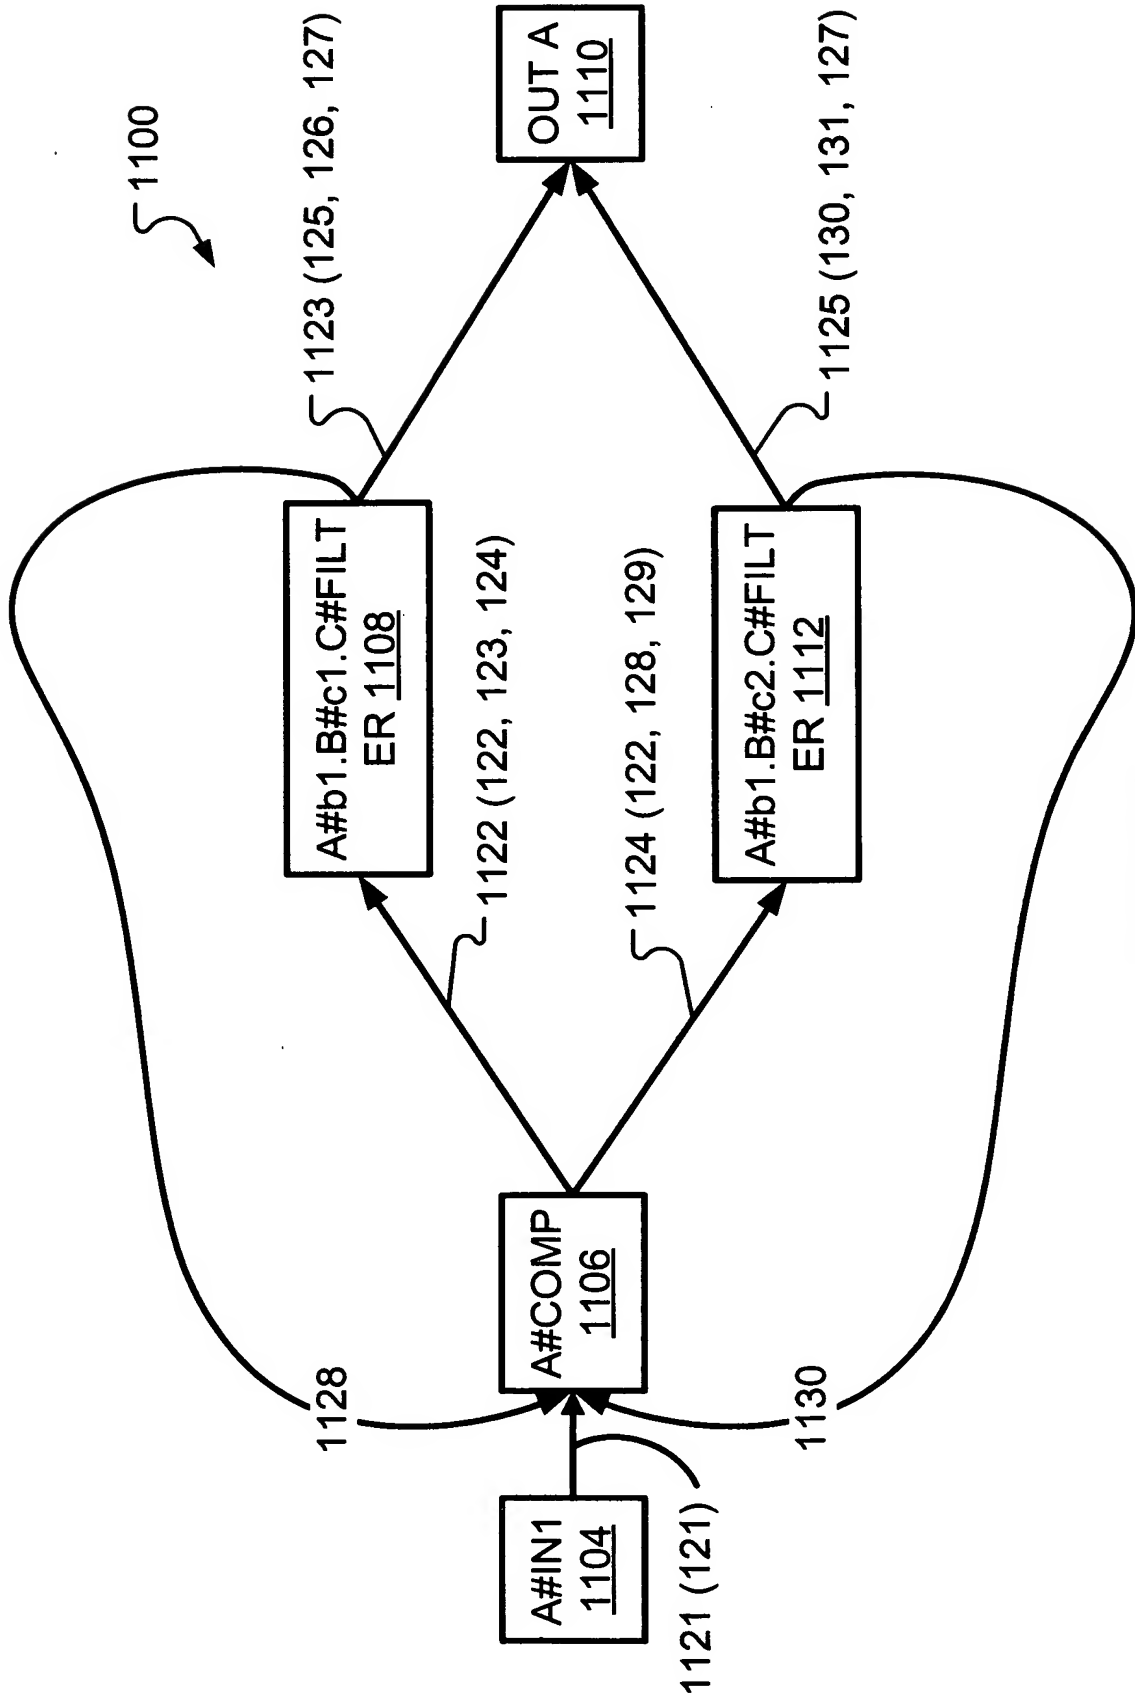 1100
1123 (125, 126, 127)
OUT A
1110
1125 (130, 131, 127)
A#b1.B#c1.C#FILT
ER 1108
1122 (122, 123, 124)
1124 (122, 128, 129)
A#b1.B#c2.C#FILT
ER 1112
A#COMP
1106
1128
1130
A#IN1
1104
1121 (121)